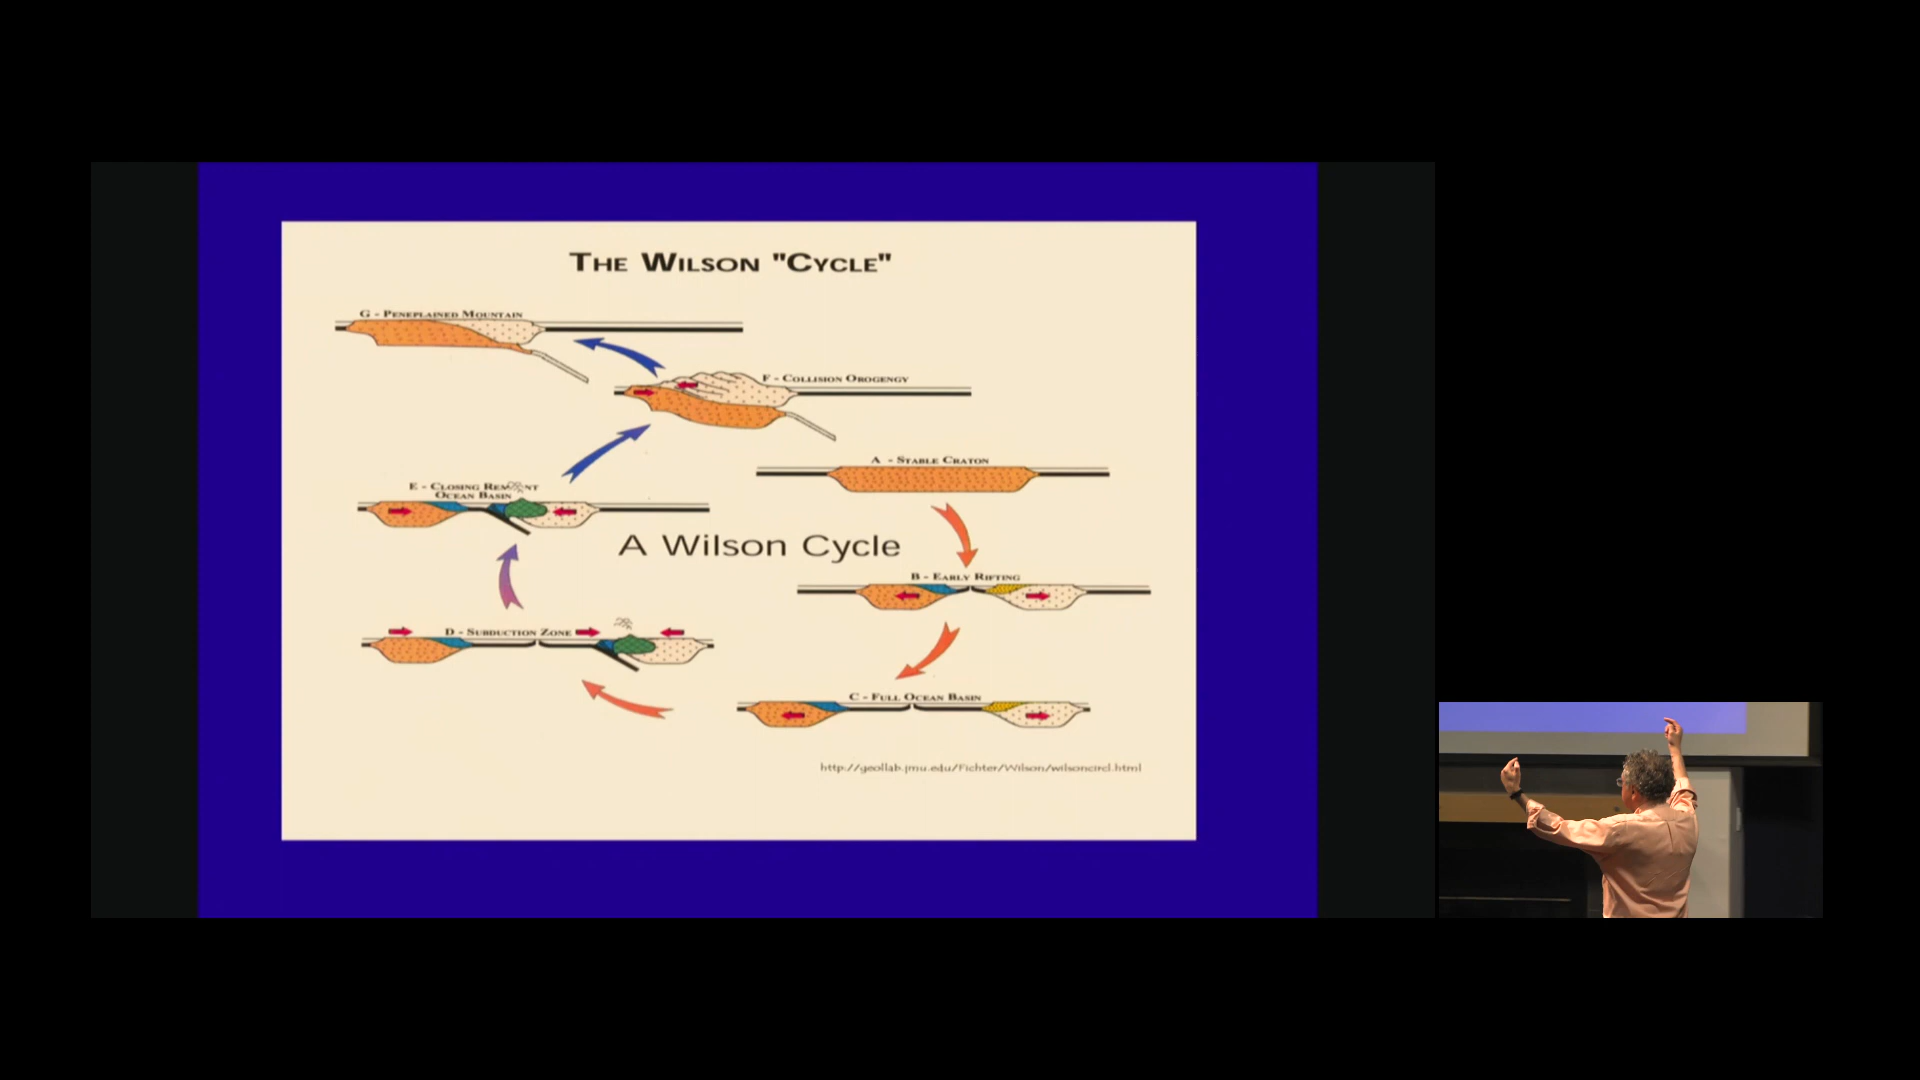 THE WILSON "CYCLE"
G - PENEPLAINED MOUNTAIN
F - COLLISION OROGENGY
A - STABLE CRATON
E - CLOSING REMNANT
OCEAN BASIN
A Wilson Cycle
B - EARLY RIFTING
D - SUBDUCTION ZONE
C - FULL OCEAN BASIN
http://geollab.jmu.edu/Fichter/Wilson/wilsoncircl.html